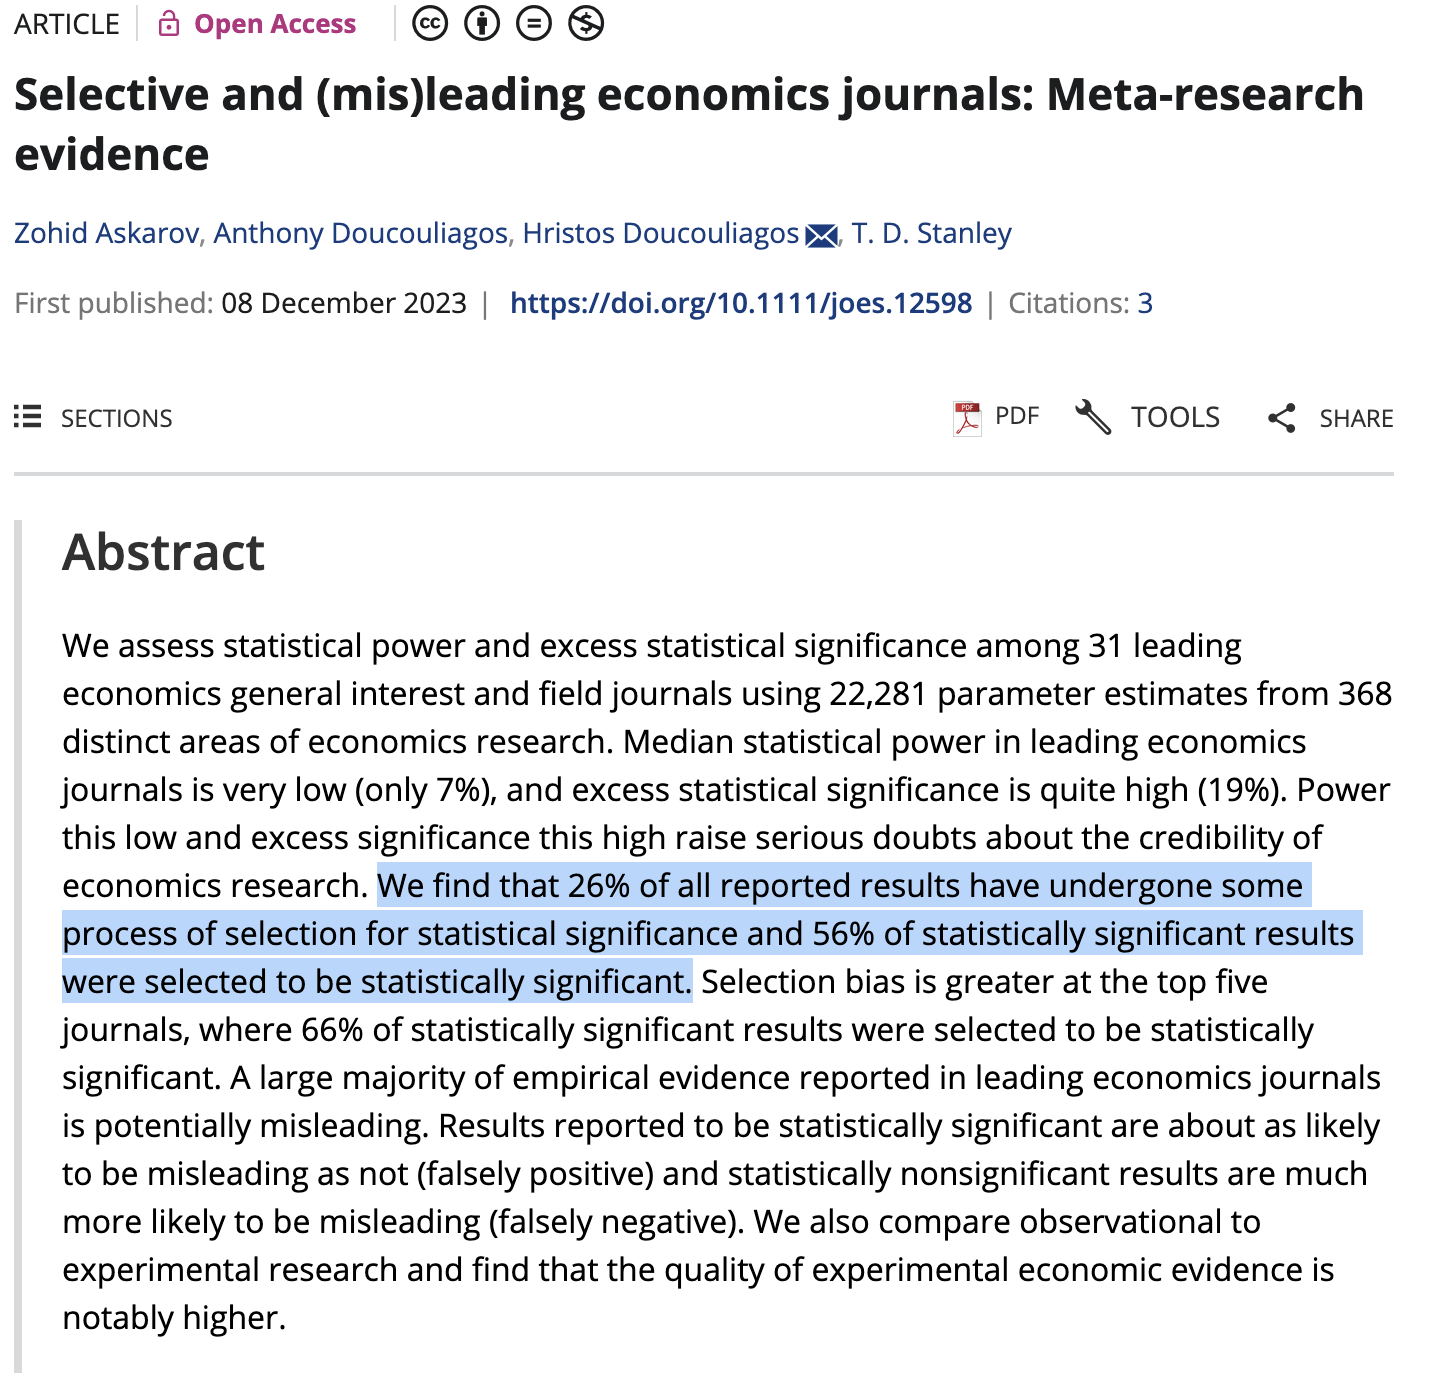 ARTICLE Open Access cc
Selective and (mis)leading economics journals: Meta-research
evidence
Zohid Askarov, Anthony Doucouliagos, Hristos Doucouliagos, T. D. Stanley
First published: 08 December 2023 | https://doi.org/10.1111/joes.12598 | Citations: 3
SECTIONS PDF PDF TOOLS SHARE
Abstract
We assess statistical power and excess statistical significance among 31 leading
economics general interest and field journals using 22,281 parameter estimates from 368
distinct areas of economics research. Median statistical power in leading economics
journals is very low (only 7%), and excess statistical significance is quite high (19%). Power
this low and excess significance this high raise serious doubts about the credibility of
economics research. We find that 26% of all reported results have undergone some
process of selection for statistical significance and 56% of statistically significant results
were selected to be statistically significant. Selection bias is greater at the top five
journals, where 66% of statistically significant results were selected to be statistically
significant. A large majority of empirical evidence reported in leading economics journals
is potentially misleading. Results reported to be statistically significant are about as likely
to be misleading as not (falsely positive) and statistically nonsignificant results are much
more likely to be misleading (falsely negative). We also compare observational to
experimental research and find that the quality of experimental economic evidence is
notably higher.